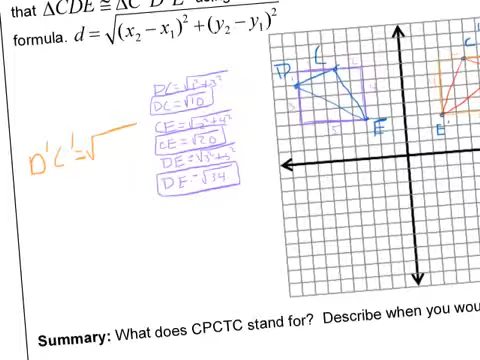 that ΔCDE ≅ ΔC'D'E' using
formula. d = √(x₂ − x₁)² + (y₂ − y₁)²
DC = √1² + 3²
DC = √10
CE = √2² + 4²
CE = √20
DE = √3² + 5²
DE = √34
D'C' = √
D
C
E
C'
E'
Summary: What does CPCTC stand for? Describe when you wou